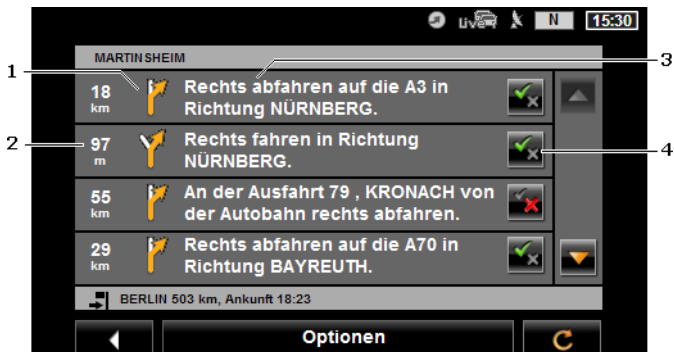 Live
N
15:30
MARTINSHEIM
1
3
18
km
Rechts abfahren auf die A3 in
Richtung NÜRNBERG.
2
97
m
Rechts fahren in Richtung
NÜRNBERG.
4
55
km
An der Ausfahrt 79 , KRONACH von
der Autobahn rechts abfahren.
29
km
Rechts abfahren auf die A70 in
Richtung BAYREUTH.
BERLIN 503 km, Ankunft 18:23
Optionen